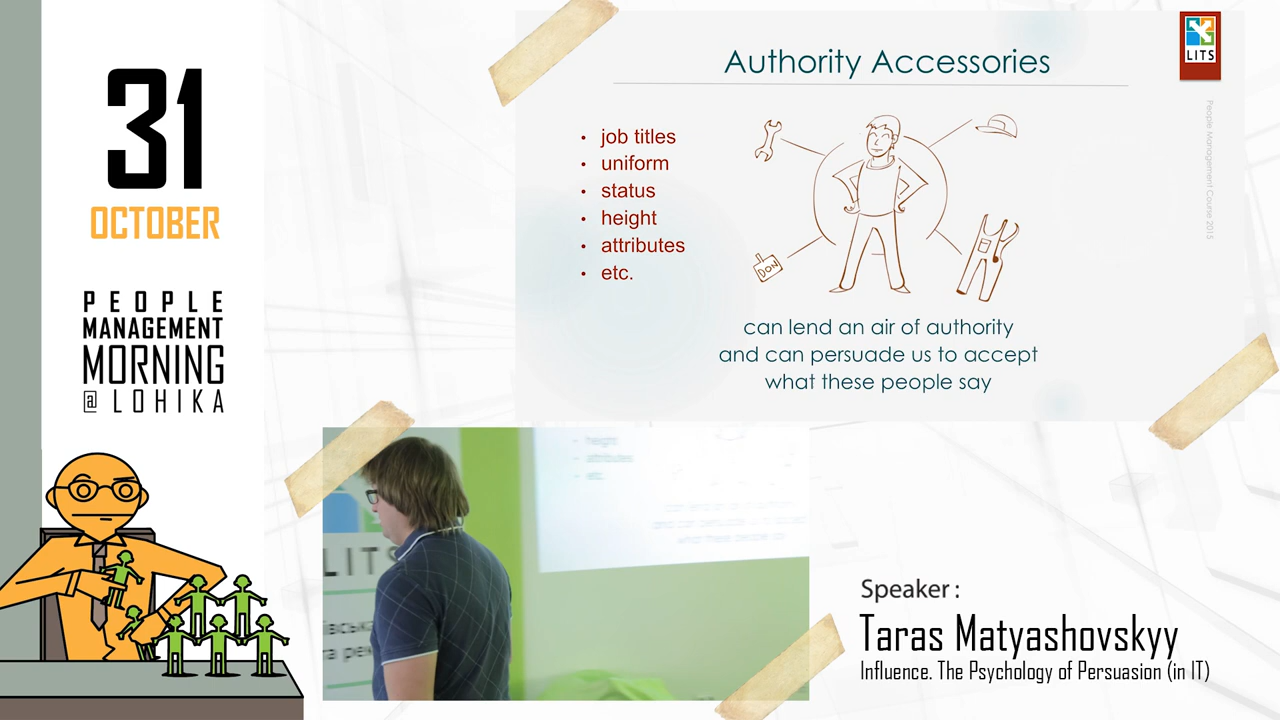 31
OCTOBER
PEOPLE
MANAGEMENT
MORNING
@ LOHIKA
Authority Accessories
LITS
People Management Course 2015
• job titles
• uniform
• status
• height
• attributes
• etc.
DON
can lend an air of authority
and can persuade us to accept
what these people say
LITS
Speaker :
Taras Matyashovskyy
Influence. The Psychology of Persuasion (in IT)